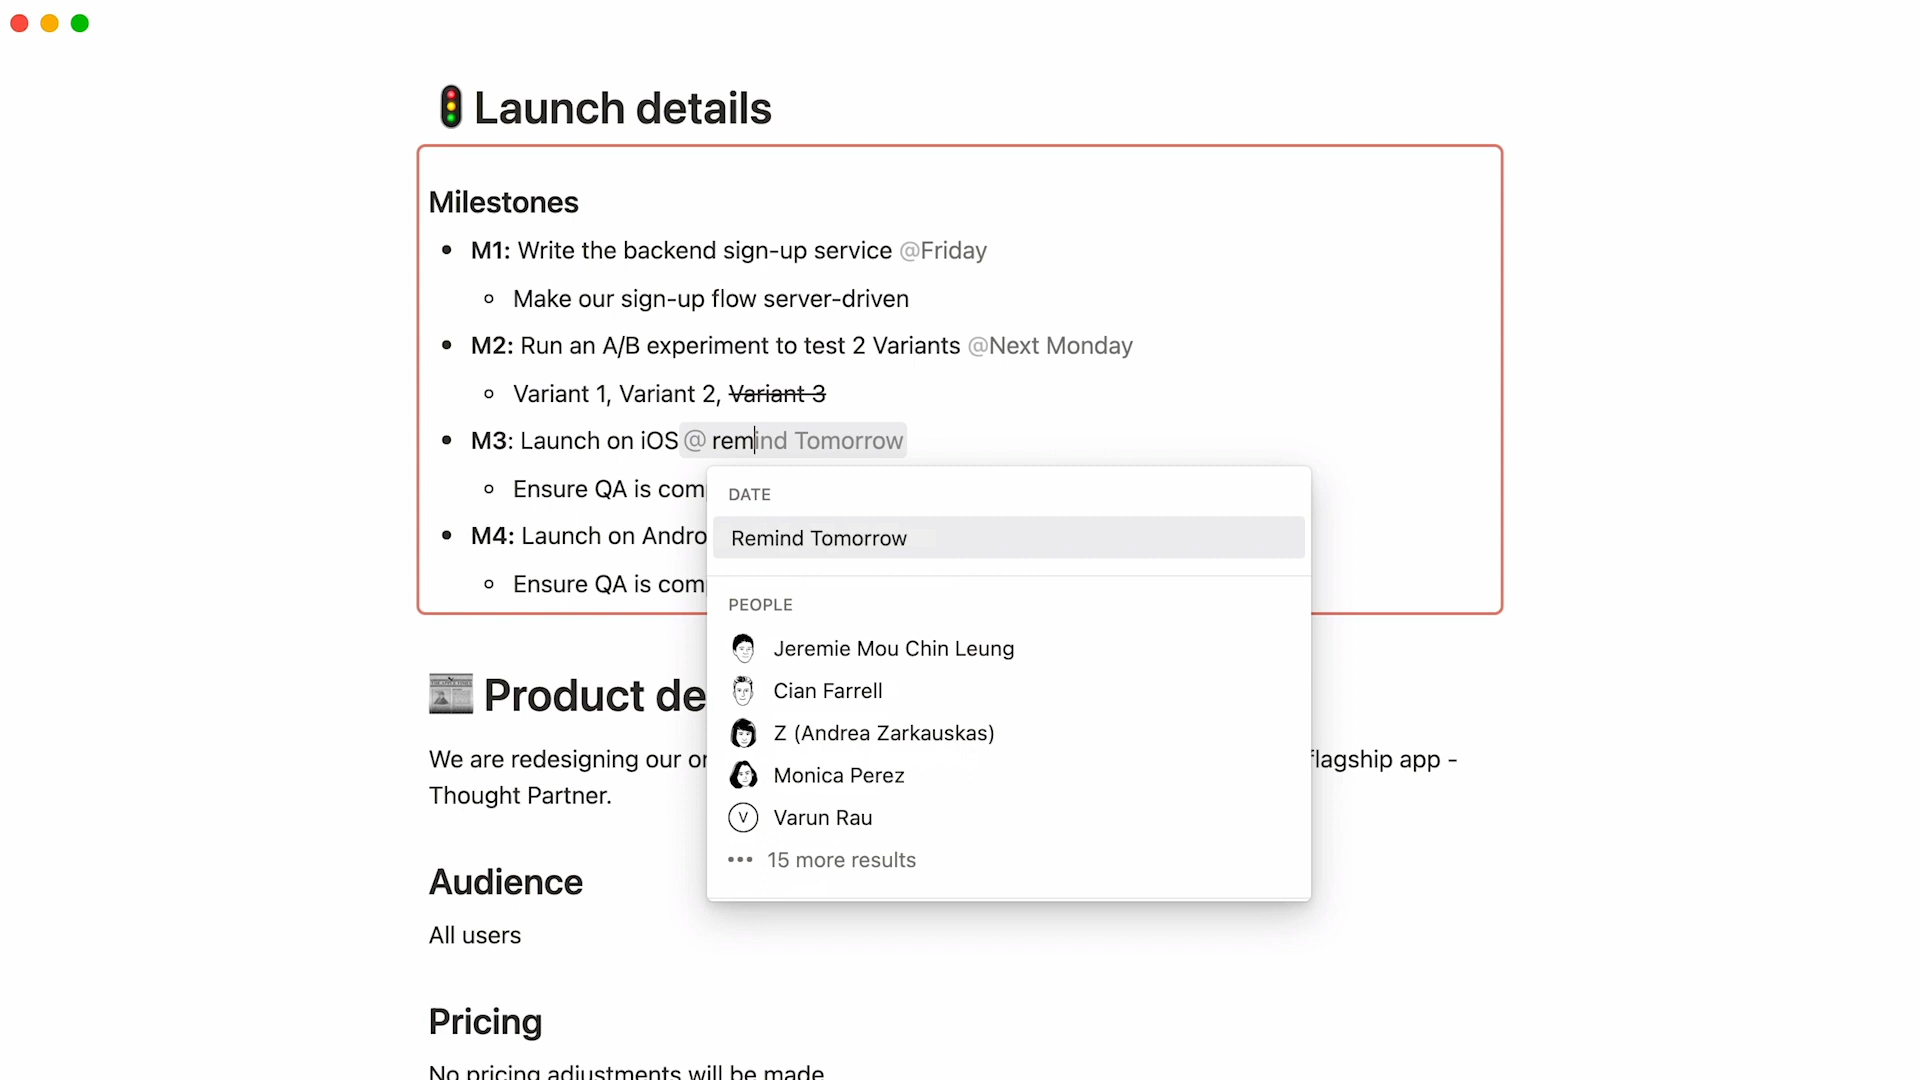 Launch details
Milestones
M1: Write the backend sign-up service @Friday
Make our sign-up flow server-driven
M2: Run an A/B experiment to test 2 Variants @Next Monday
Variant 1, Variant 2, Variant 3
M3: Launch on iOS @remind Tomorrow
Ensure QA is com
DATE
M4: Launch on Andro
Remind Tomorrow
Ensure QA is com
PEOPLE
Jeremie Mou Chin Leung
Cian Farrell
Z (Andrea Zarkauskas)
Monica Perez
V Varun Rau
15 more results
Product de
We are redesigning our or flagship app -
Thought Partner.
Audience
All users
Pricing
No pricing adjustments will be made